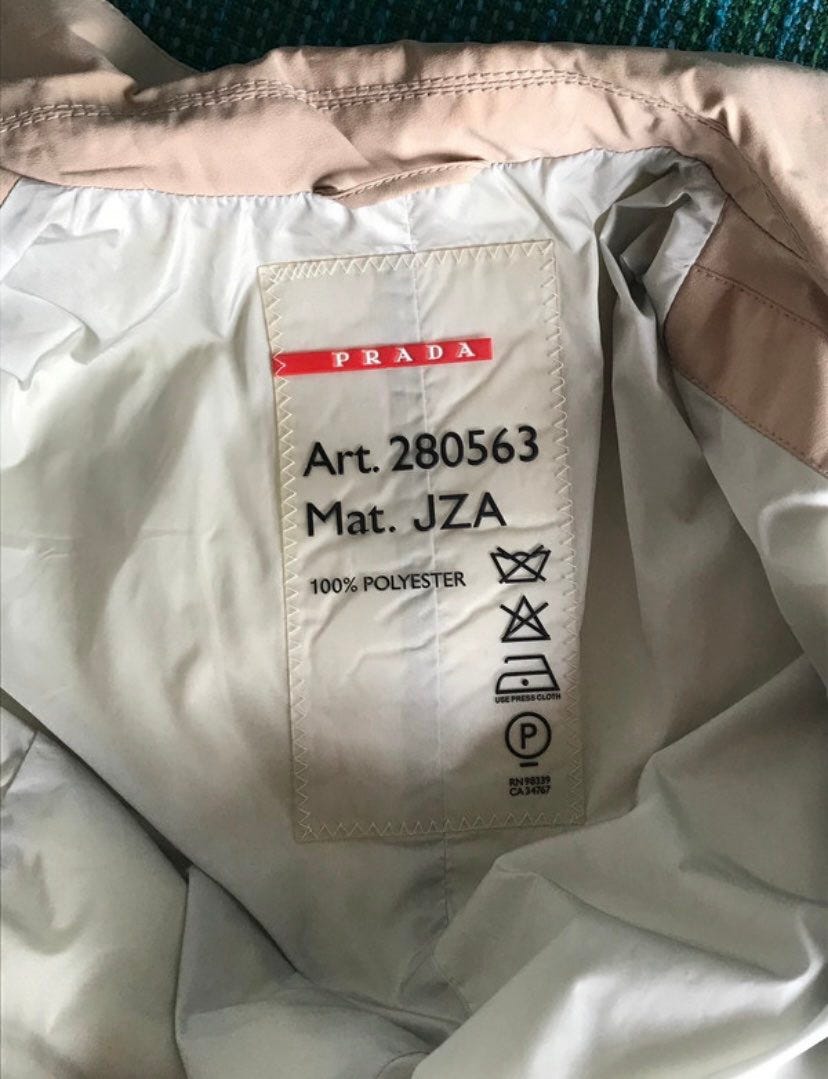 PRADA
Art. 280563
Mat. JZA
100% POLYESTER
USE PRESS CLOTH
P
RN 98339
CA 34767